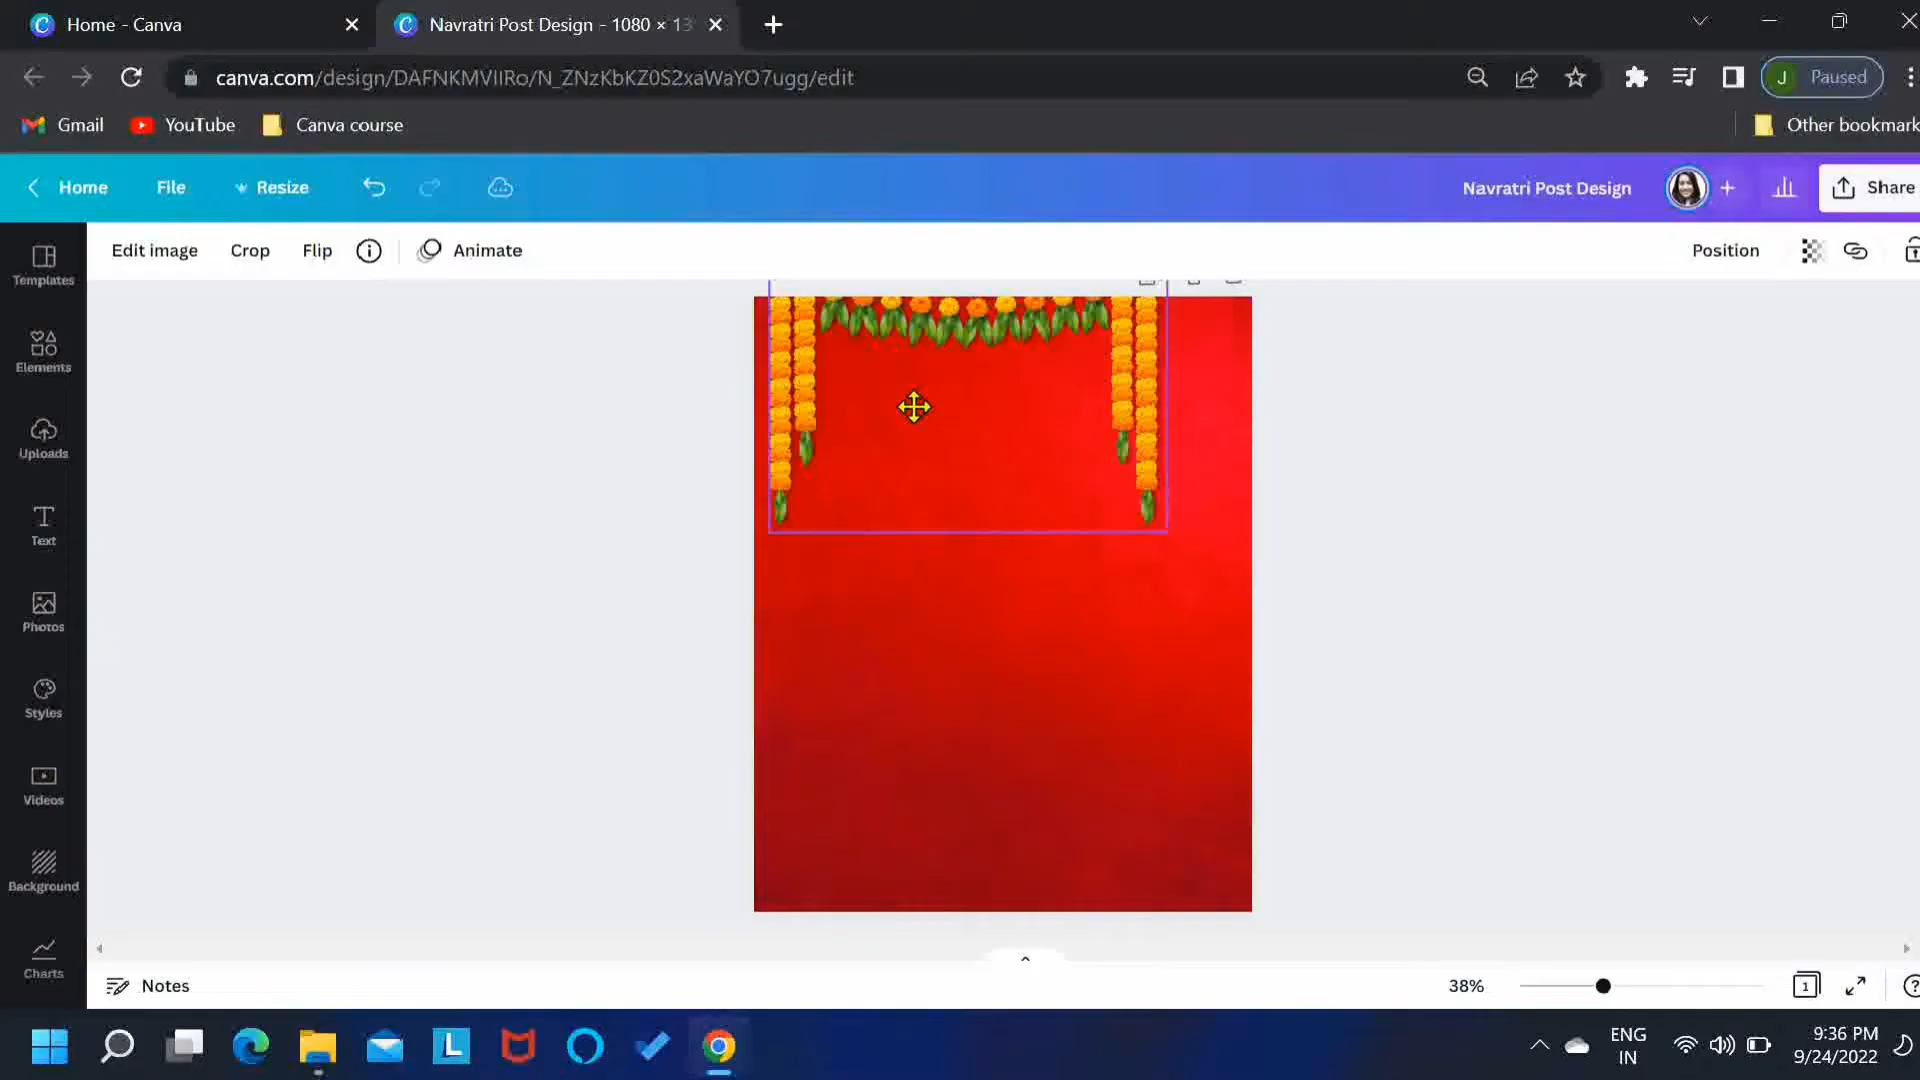 Home - Canva
Navratri Post Design - 1080 × 13
canva.com/design/DAFNKMVIIRo/N_ZNzKbKZ0S2xaWaYO7ugg/edit
J Paused
Gmail YouTube Canva course Other bookmark
Home File Resize Navratri Post Design + Share
Edit image Crop Flip Animate Position
Templates
Elements
Uploads
Text
Photos
Styles
Videos
Background
Charts
Notes 38% 1
ENG
IN
9:36 PM
9/24/2022